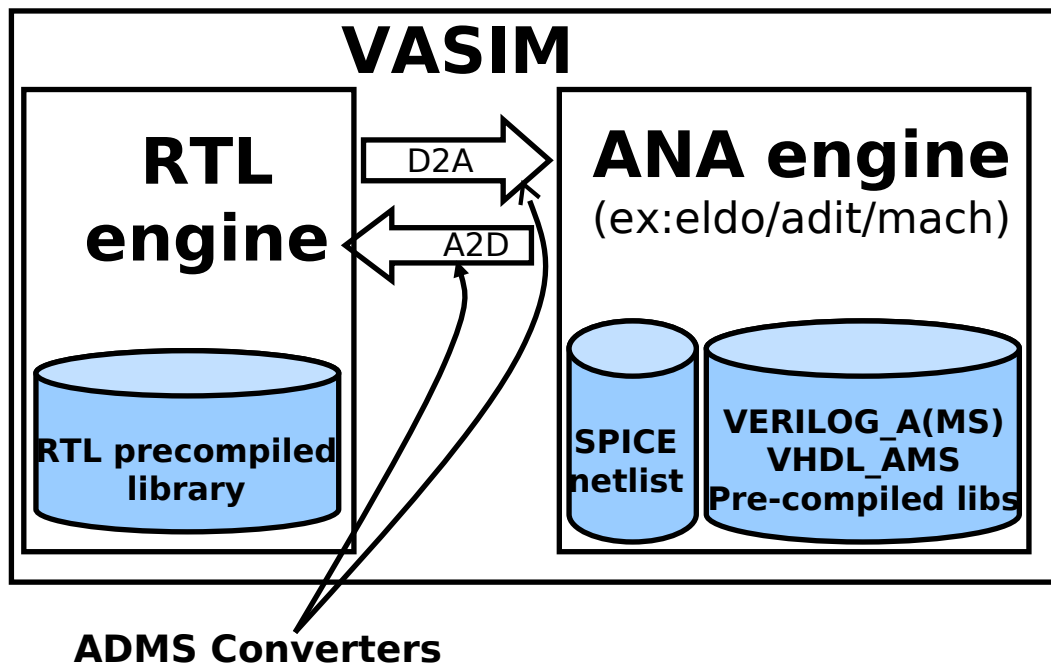 VASIM
RTL
engine
D2A
A2D
ANA engine
(ex:eldo/adit/mach)
RTL precompiled
library
SPICE
netlist
VERILOG_A(MS)
VHDL_AMS
Pre-compiled libs
ADMS Converters